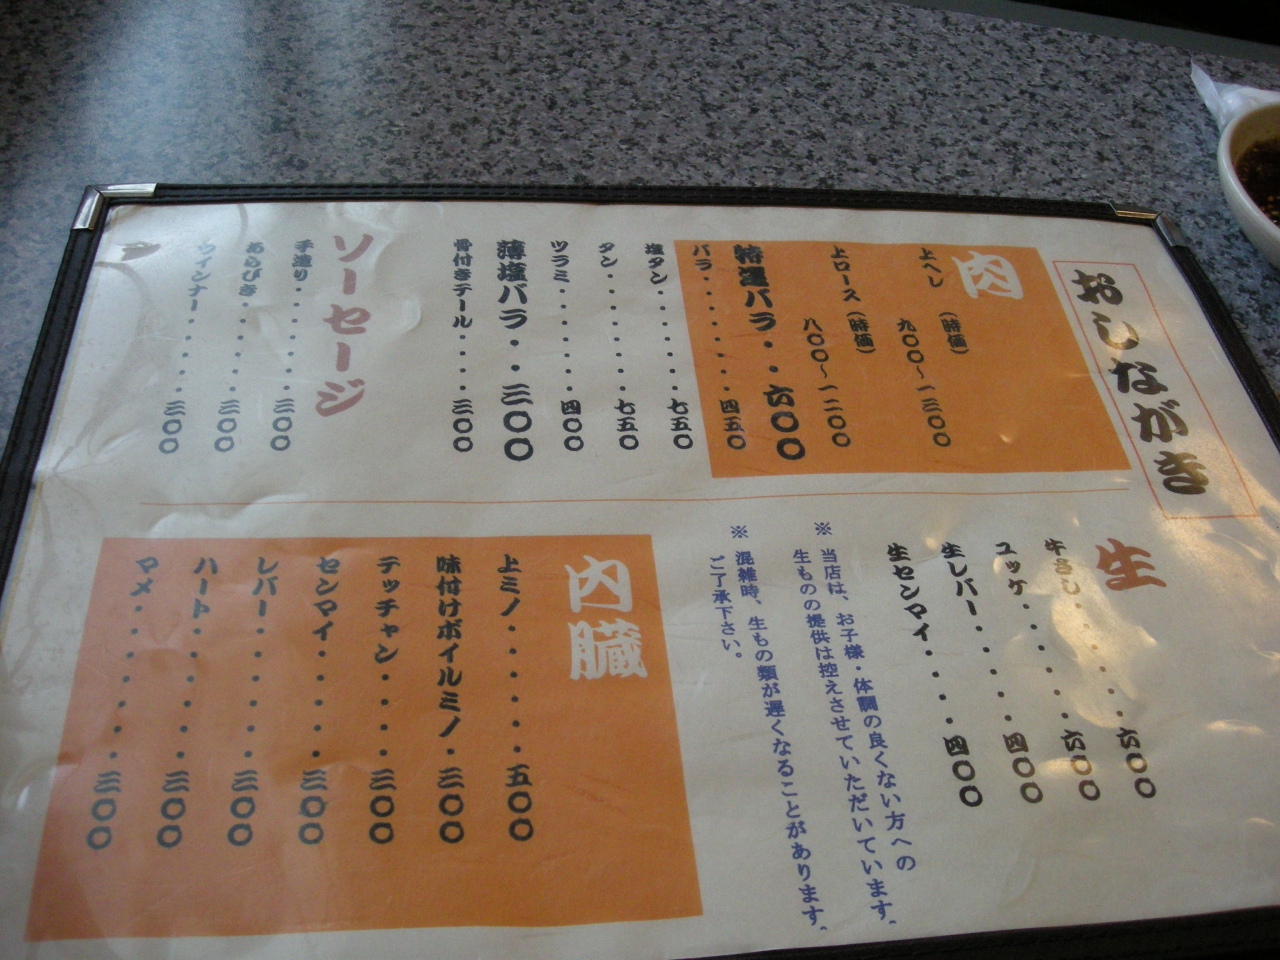 おしながき
肉
上ヘレ(時価)
九〇〇～一三〇〇
上ロース(時価)
八〇〇～一二〇〇
特選バラ・・六〇〇
バラ・・・・・・・・四五〇
塩タン・・・・・・七五〇
タン・・・・・・・・七五〇
ツラミ・・・・・・・四〇〇
薄塩バラ・・三〇〇
骨付きテール・・・・・三〇〇
ソーセージ
手造り・・・・・・・三〇〇
あらびき・・・・・・三〇〇
ウインナー・・・・・・三〇〇
生
牛さし・・・・・・六〇〇
ユッケ・・・・・・六〇〇
生レバー・・・・・四〇〇
生センマイ・・・・四〇〇
※ 当店は、お子様・体調の良くない方への
生ものの提供は控えさせていただいています。
※ 混雑時、生もの類が遅くなることがあります。
ご了承下さい。
内臓
上ミノ・・・・・・五〇〇
味付けボイルミノ・三〇〇
テッチャン・・・・・三〇〇
センマイ・・・・・・三〇〇
レバー・・・・・・・三〇〇
ハート・・・・・・・三〇〇
マメ・・・・・・・・三〇〇